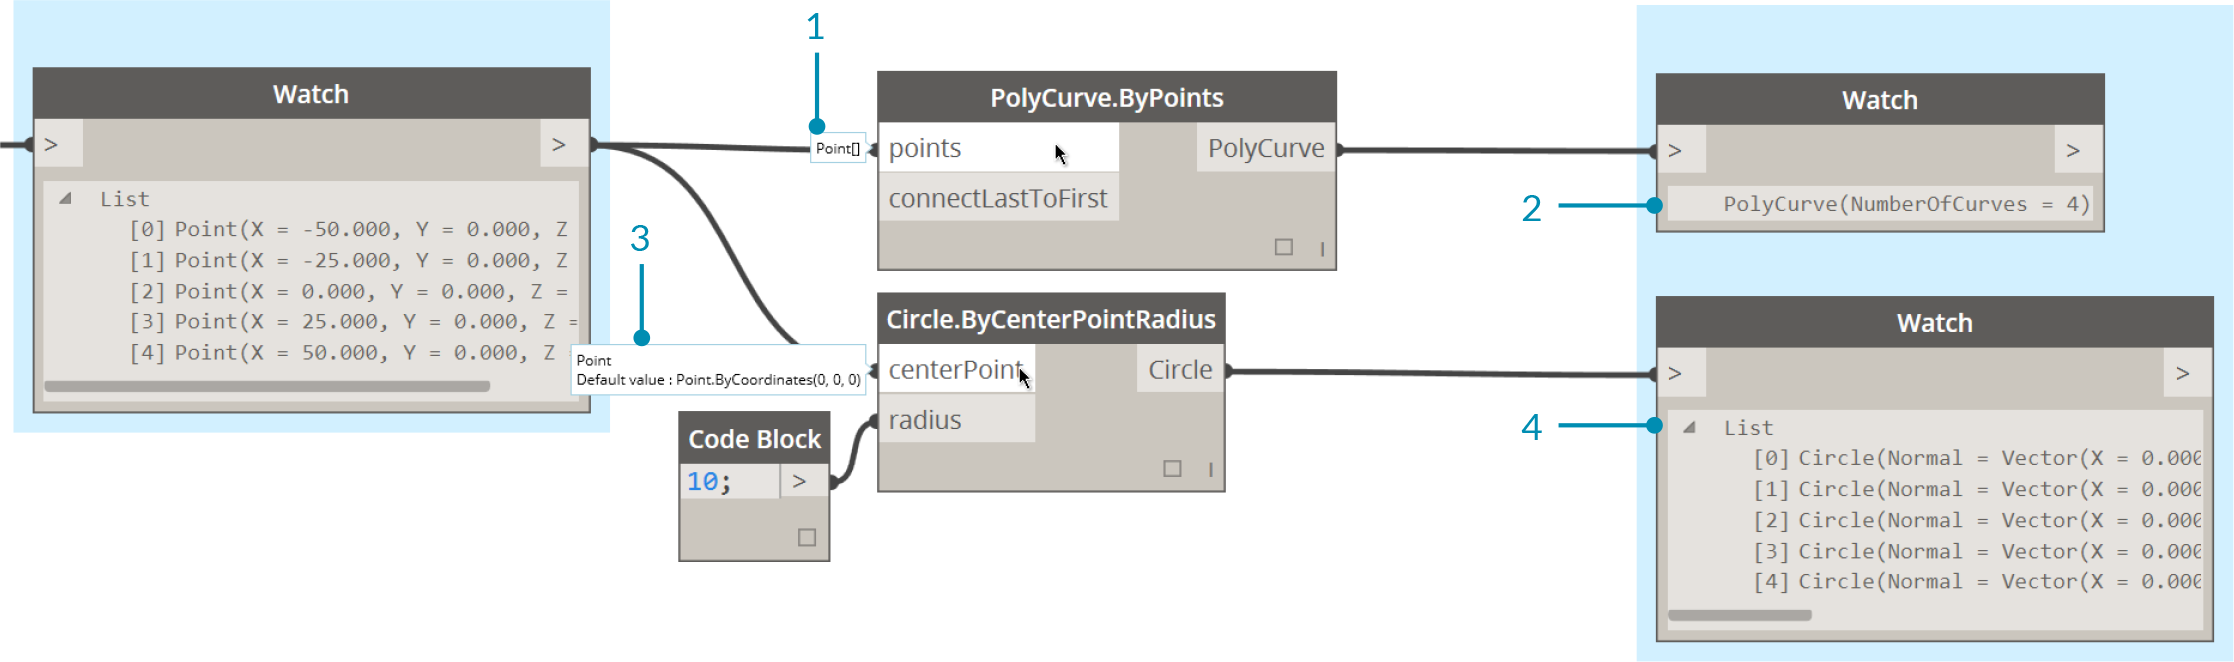 1
Watch
>
>
List
[0] Point(X = -50.000, Y = 0.000, Z
[1] Point(X = -25.000, Y = 0.000, Z
[2] Point(X = 0.000, Y = 0.000, Z =
[3] Point(X = 25.000, Y = 0.000, Z =
[4] Point(X = 50.000, Y = 0.000, Z =
Point[]
PolyCurve.ByPoints
points
PolyCurve
connectLastToFirst
Watch
>
>
2
PolyCurve(NumberOfCurves = 4)
3
Point
Default value : Point.ByCoordinates(0, 0, 0)
Circle.ByCenterPointRadius
centerPoint
Circle
radius
Code Block
10;
>
Watch
>
>
4
List
[0] Circle(Normal = Vector(X = 0.000
[1] Circle(Normal = Vector(X = 0.000
[2] Circle(Normal = Vector(X = 0.000
[3] Circle(Normal = Vector(X = 0.000
[4] Circle(Normal = Vector(X = 0.000